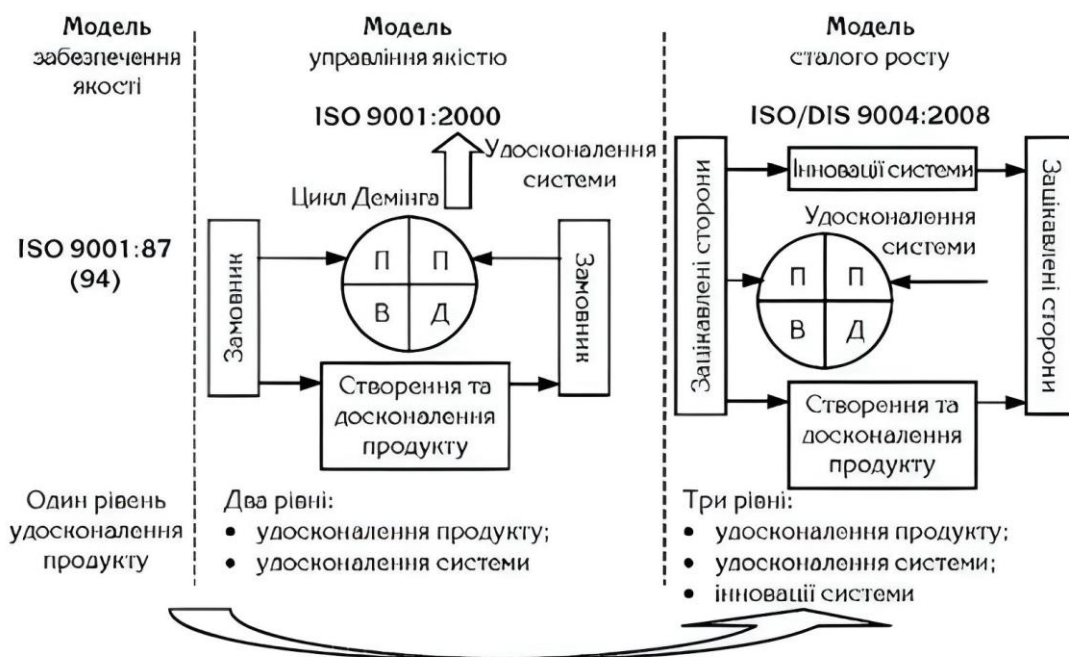 Модель
забезпечення
якості
ISO 9001:87
(94)
Один рівень
удосконалення
продукту
Модель
управління якістю
ISO 9001:2000
Удосконалення
системи
Цикл Демінга
Замовник
П П
В Д
Замовник
Створення та
досконалення
продукту
Два рівні:
• удосконалення продукту;
• удосконалення системи
Модель
сталого росту
ISO/DIS 9004:2008
Зацікавлені сторони
Інновації системи
Удосконалення
системи
П П
В Д
Зацікавлені сторони
Створення та
досконалення
продукту
Три рівні:
• удосконалення продукту;
• удосконалення системи;
• інновації системи